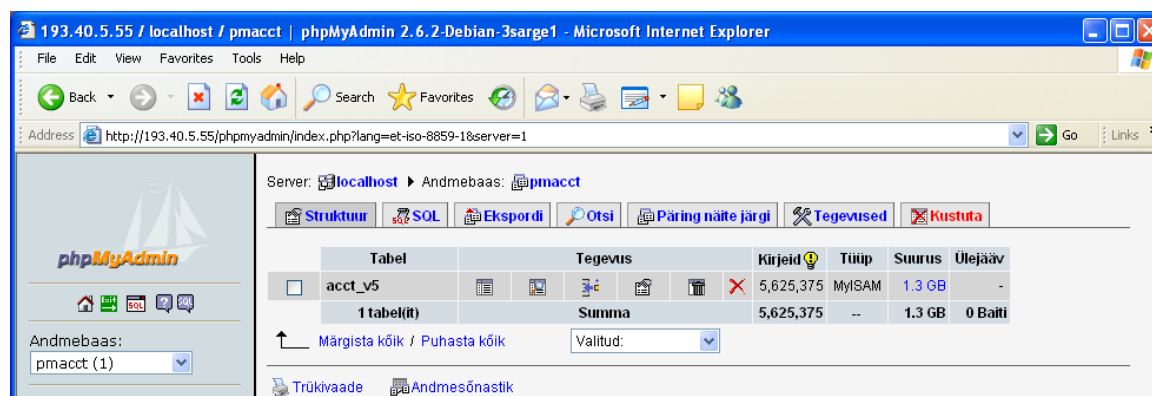 193.40.5.55 / localhost / pmacct | phpMyAdmin 2.6.2-Debian-3sarge1 - Microsoft Internet Explorer
File Edit View Favorites Tools Help
Back Search Favorites
Address http://193.40.5.55/phpmyadmin/index.php?lang=et-iso-8859-1&server=1 Go Links
phpMyAdmin
SQL
Andmebaas:
pmacct (1)
Server: localhost ▶ Andmebaas: pmacct
Struktuur SQL Ekspordi Otsi Päring näite järgi Tegevused Kustuta
Tabel Tegevus Kirjeid Tüüp Suurus Ülejääv
acct_v5 5,625,375 MyISAM 1.3 GB -
1 tabel(it) Summa 5,625,375 -- 1.3 GB 0 Baiti
Märgista kõik / Puhasta kõik Valitud:
Trükivaade Andmesõnastik